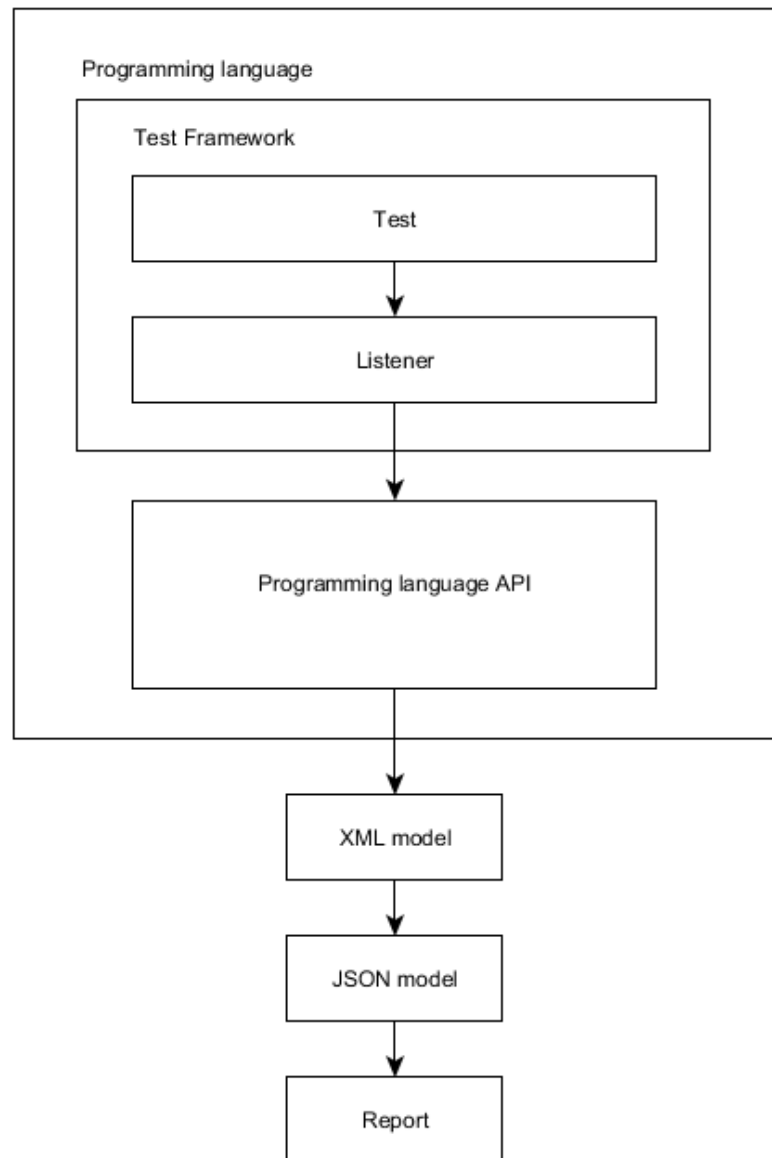 Programming language
Test Framework
Test
Listener
Programming language API
XML model
JSON model
Report